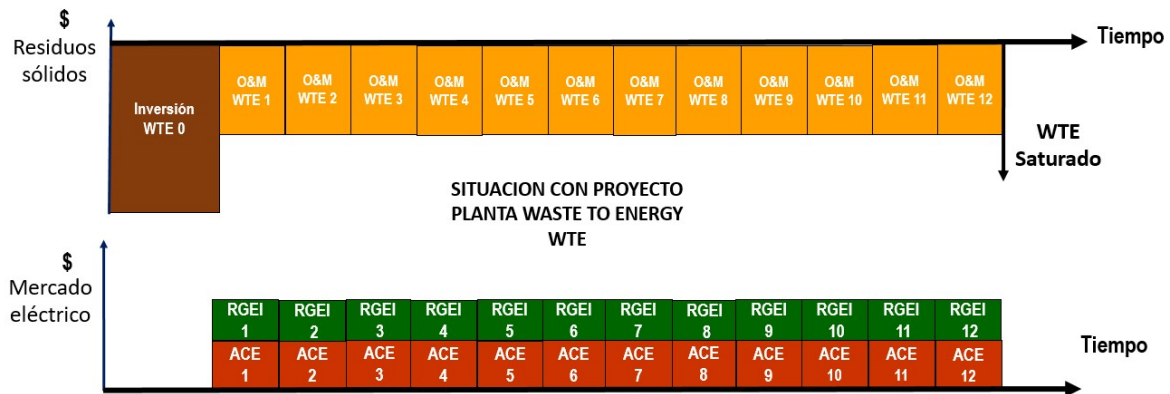 $
Residuos
sólidos
Tiempo
Inversión
WTE 0
O&M
WTE 1
O&M
WTE 2
O&M
WTE 3
O&M
WTE 4
O&M
WTE 5
O&M
WTE 6
O&M
WTE 7
O&M
WTE 8
O&M
WTE 9
O&M
WTE 10
O&M
WTE 11
O&M
WTE 12
WTE
Saturado
SITUACION CON PROYECTO
PLANTA WASTE TO ENERGY
WTE
$
Mercado
eléctrico
RGEI
1
RGEI
2
RGEI
3
RGEI
4
RGEI
5
RGEI
6
RGEI
7
RGEI
8
RGEI
9
RGEI
10
RGEI
11
RGEI
12
ACE
1
ACE
2
ACE
3
ACE
4
ACE
5
ACE
6
ACE
7
ACE
8
ACE
9
ACE
10
ACE
11
ACE
12
Tiempo